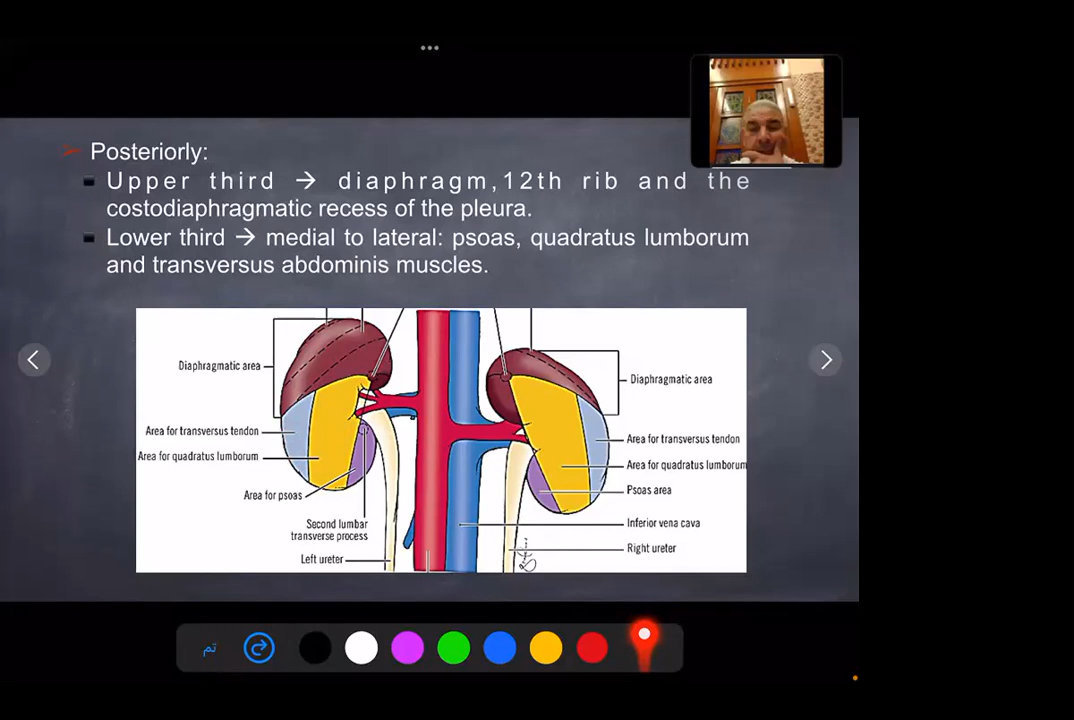 Posteriorly:
Upper third → diaphragm,12th rib and the
costodiaphragmatic recess of the pleura.
Lower third → medial to lateral: psoas, quadratus lumborum
and transversus abdominis muscles.
Diaphragmatic area
Diaphragmatic area
Area for transversus tendon
Area for transversus tendon
Area for quadratus lumborum
Area for quadratus lumborum
Area for psoas
Psoas area
Second lumbar
transverse process
Inferior vena cava
Left ureter
Right ureter
تم